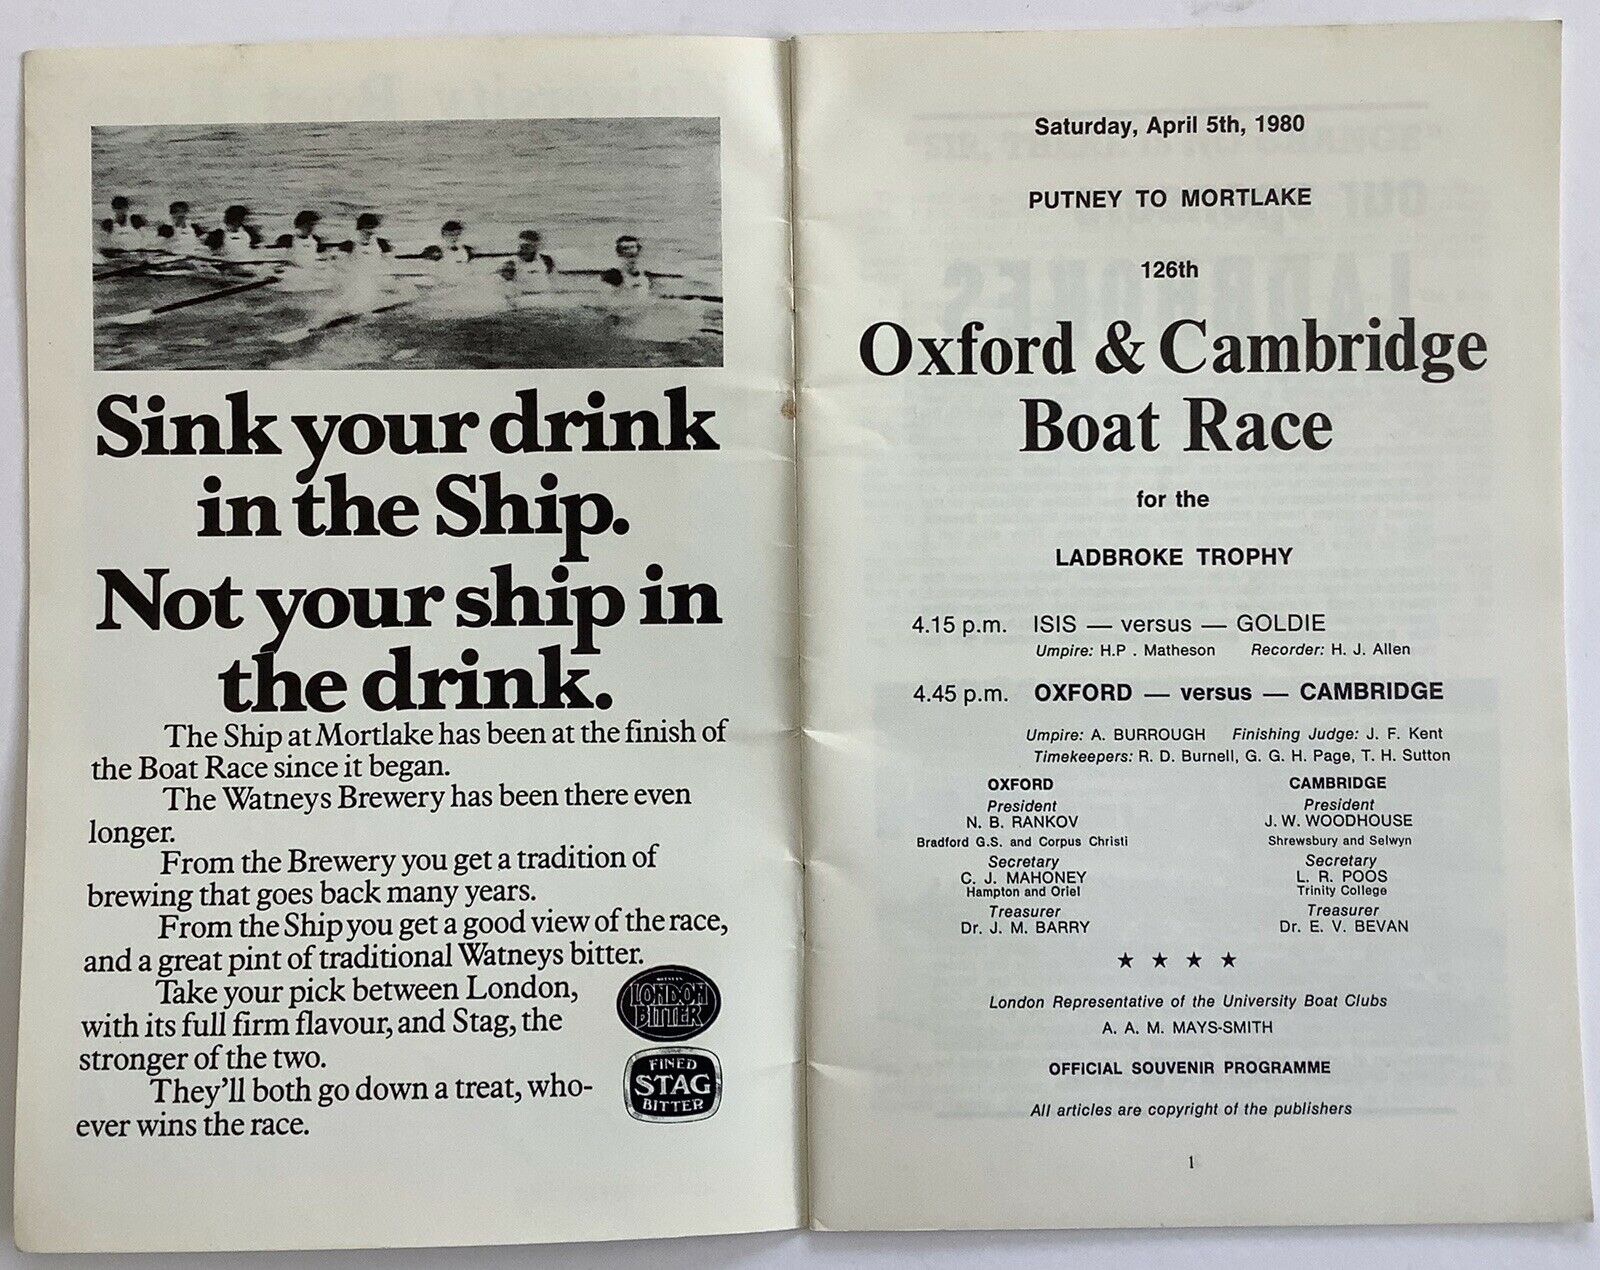 Sink your drink
in the Ship.
Not your ship in
the drink.
The Ship at Mortlake has been at the finish of
the Boat Race since it began.
The Watneys Brewery has been there even
longer.
From the Brewery you get a tradition of
brewing that goes back many years.
From the Ship you get a good view of the race,
and a great pint of traditional Watneys bitter.
Take your pick between London,
with its full firm flavour, and Stag, the
stronger of the two.
They'll both go down a treat, who-
ever wins the race.
LONDON
BITTER
FINED
STAG
BITTER
Saturday, April 5th, 1980
PUTNEY TO MORTLAKE
126th
Oxford & Cambridge
Boat Race
for the
LADBROKE TROPHY
4.15 p.m. ISIS — versus — GOLDIE
Umpire: H.P . Matheson Recorder: H. J. Allen
4.45 p.m. OXFORD — versus — CAMBRIDGE
Umpire: A. BURROUGH Finishing Judge: J. F. Kent
Timekeepers: R. D. Burnell, G. G. H. Page, T. H. Sutton
OXFORD
President
N. B. RANKOV
Bradford G.S. and Corpus Christi
Secretary
C. J. MAHONEY
Hampton and Oriel
Treasurer
Dr. J. M. BARRY
CAMBRIDGE
President
J. W. WOODHOUSE
Shrewsbury and Selwyn
Secretary
L. R. POOS
Trinity College
Treasurer
Dr. E. V. BEVAN
★ ★ ★ ★
London Representative of the University Boat Clubs
A. A. M. MAYS-SMITH
OFFICIAL SOUVENIR PROGRAMME
All articles are copyright of the publishers
1